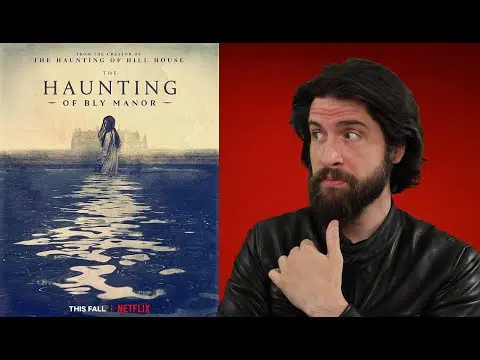 FROM THE CREATOR OF
THE HAUNTING OF HILL HOUSE
THE
HAUNTING
OF BLY MANOR
THIS FALL | NETFLIX